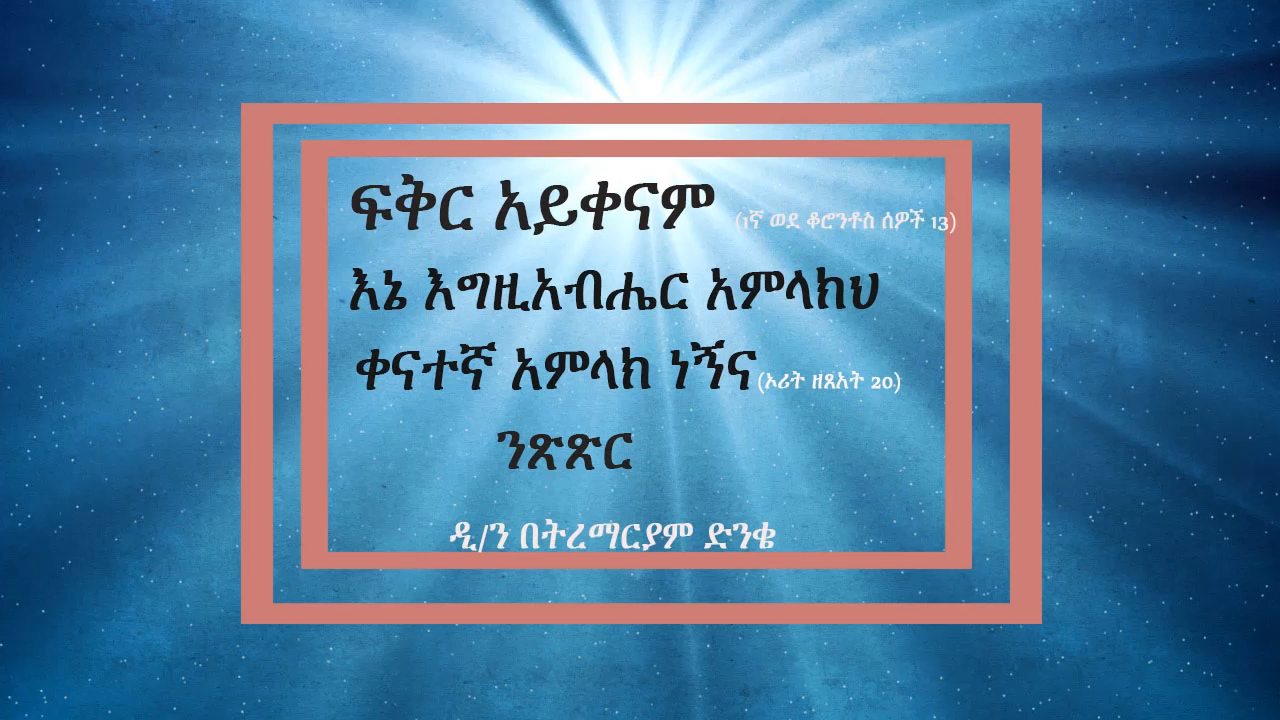 ፍቅር አይቀናም (1ኛ ወደ ቆሮንቶስ ሰዎች 13)
እኔ እግዚአብሔር አምላክህ
ቀናተኛ አምላክ ነኝና (ኦሪት ዘጸአት 20)
ንጽጽር
ዲ/ን በትረማርያም ድንቄ